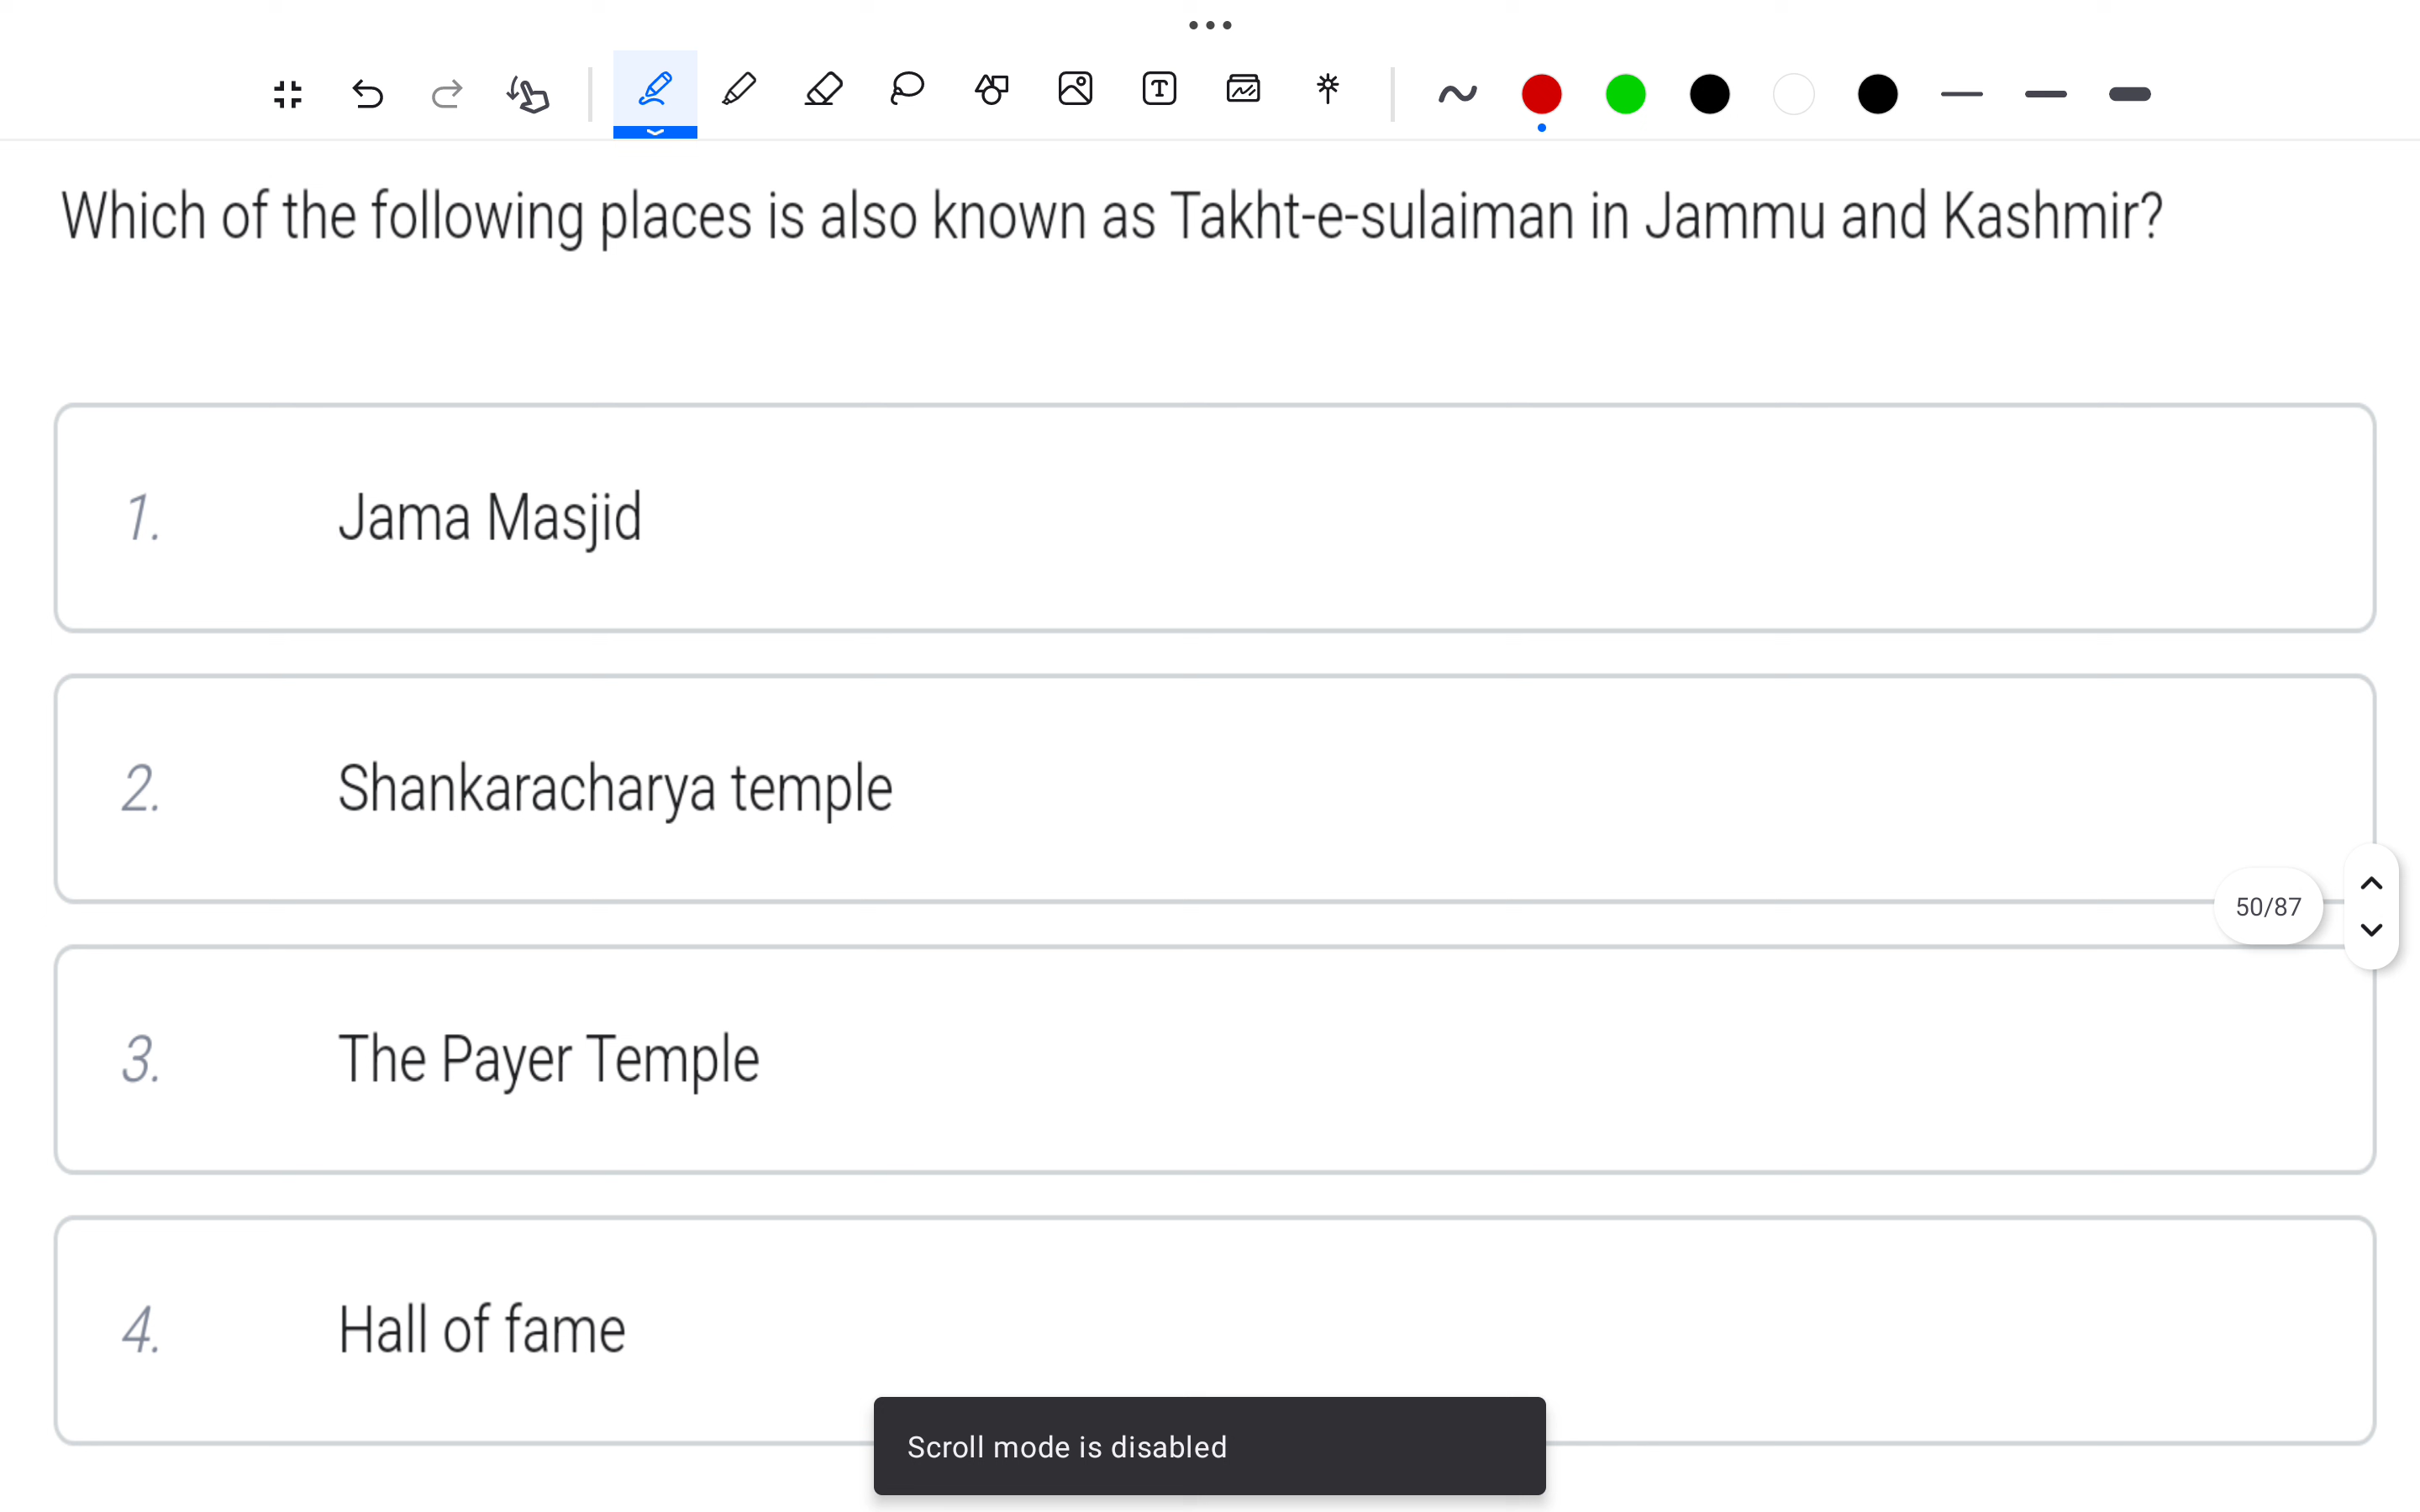 Which of the following places is also known as Takht-e-sulaiman in Jammu and Kashmir?
1. Jama Masjid
2. Shankaracharya temple
50/87
3. The Payer Temple
4. Hall of fame
Scroll mode is disabled